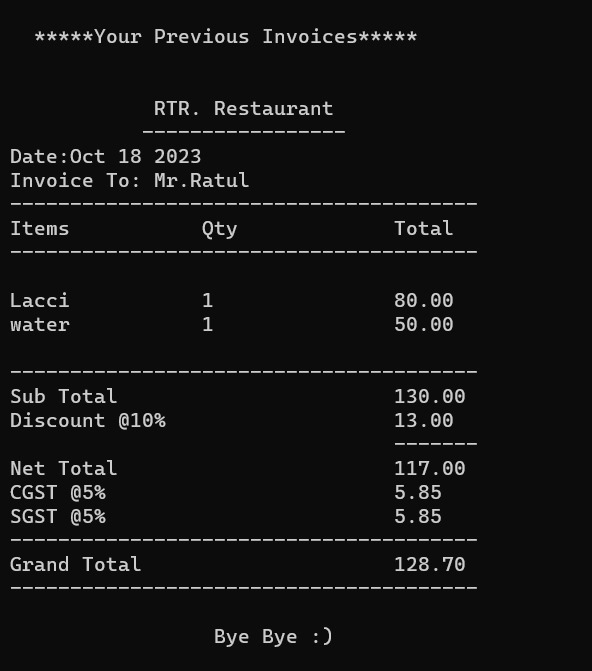 *****Your Previous Invoices*****
RTR. Restaurant
-----------------
Date:Oct 18 2023
Invoice To: Mr.Ratul
---------------------------------------
Items Qty Total
---------------------------------------
Lacci 1 80.00
water 1 50.00
---------------------------------------
Sub Total 130.00
Discount @10% 13.00
-------
Net Total 117.00
CGST @5% 5.85
SGST @5% 5.85
---------------------------------------
Grand Total 128.70
---------------------------------------
Bye Bye :)